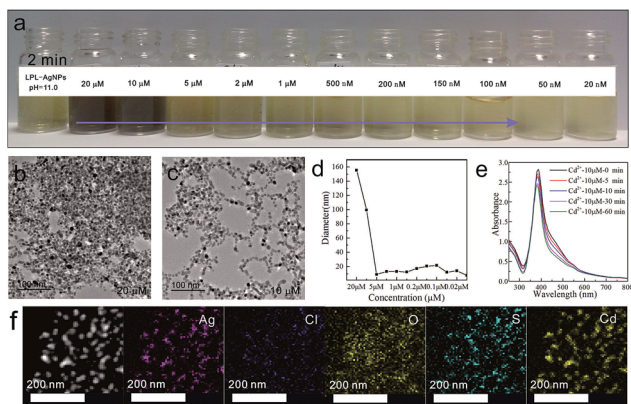 a
2 min
LPL-AgNPs
pH=11.0
20 μM
10 μM
5 μM
2 μM
1 μM
500 nM
200 nM
150 nM
100 nM
50 nM
20 nM
b
100 nm
20 μM
c
100 nm
10 μM
d
Diameter(nm)
160
140
120
100
80
60
40
20
0
20μM
5μM
1μM
0.2μM
0.1μM
0.02μM
Concentration (μM)
e
Absorbance
3
2
1
0
Cd²⁺-10μM-0 min
Cd²⁺-10μM-5 min
Cd²⁺-10μM-10 min
Cd²⁺-10μM-30 min
Cd²⁺-10μM-60 min
300 400 500 600 700 800
Wavelength (nm)
f
200 nm
Ag
200 nm
Cl
200 nm
O
200 nm
S
200 nm
Cd
200 nm